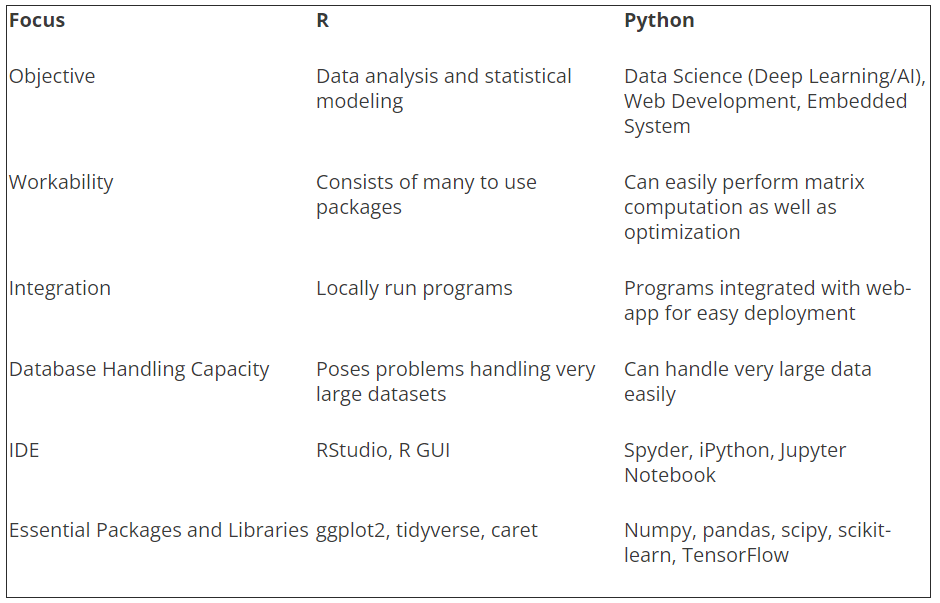 Focus R Python
Objective Data analysis and statistical Data Science (Deep Learning/AI),
modeling Web Development, Embedded
System
Workability Consists of many to use Can easily perform matrix
packages computation as well as
optimization
Integration Locally run programs Programs integrated with web-
app for easy deployment
Database Handling Capacity Poses problems handling very Can handle very large data
large datasets easily
IDE RStudio, R GUI Spyder, iPython, Jupyter
Notebook
Essential Packages and Libraries ggplot2, tidyverse, caret Numpy, pandas, scipy, scikit-
learn, TensorFlow